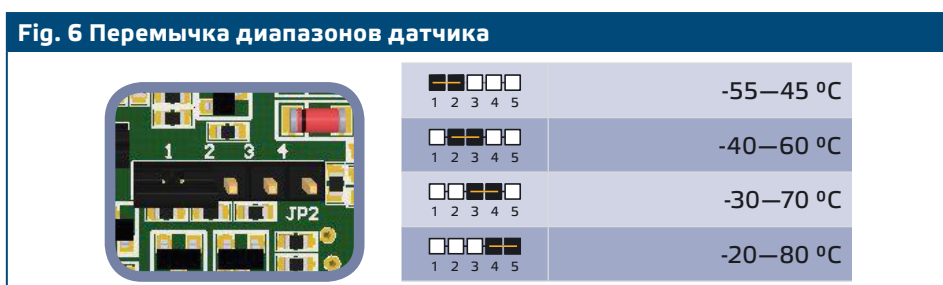 Fig. 6 Перемычка диапазонов датчика
1 2 3 4
JP2
1 2 3 4 5
-55—45 ºC
1 2 3 4 5
-40—60 ºC
1 2 3 4 5
-30—70 ºC
1 2 3 4 5
-20—80 ºC